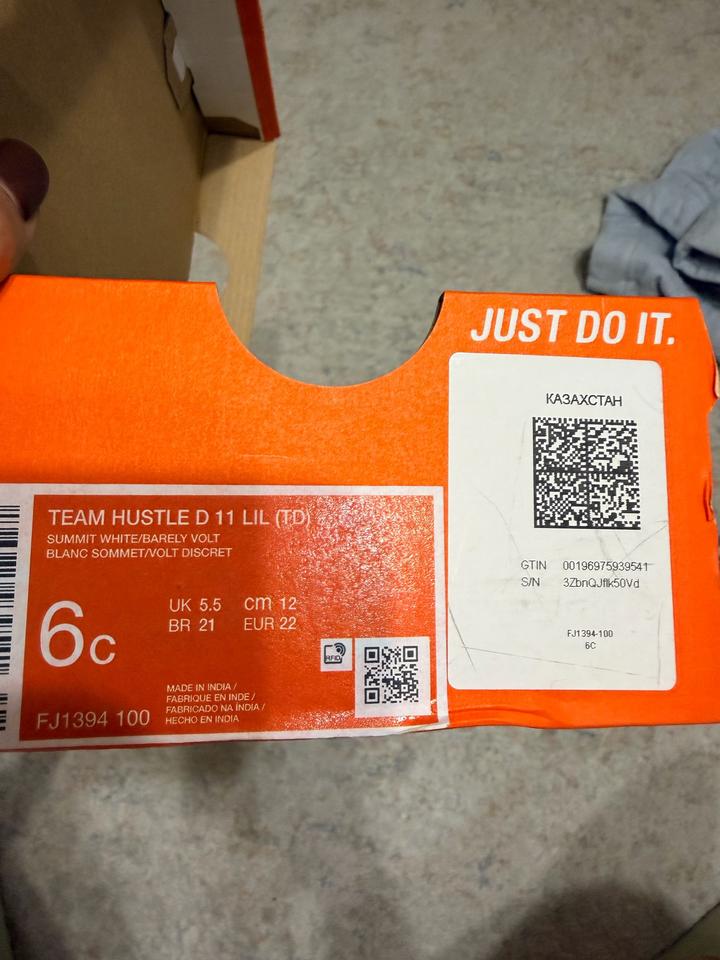 JUST DO IT.
КАЗАХСТАН
GTIN 00196975939541
S/N 3ZbnQJflk50Vd
FJ1394-100
6C
TEAM HUSTLE D 11 LIL (TD)
SUMMIT WHITE/BARELY VOLT
BLANC SOMMET/VOLT DISCRET
6C
UK 5.5 cm 12
BR 21 EUR 22
RFID
MADE IN INDIA /
FABRIQUE EN INDE /
FABRICADO NA ÍNDIA /
HECHO EN INDIA
FJ1394 100